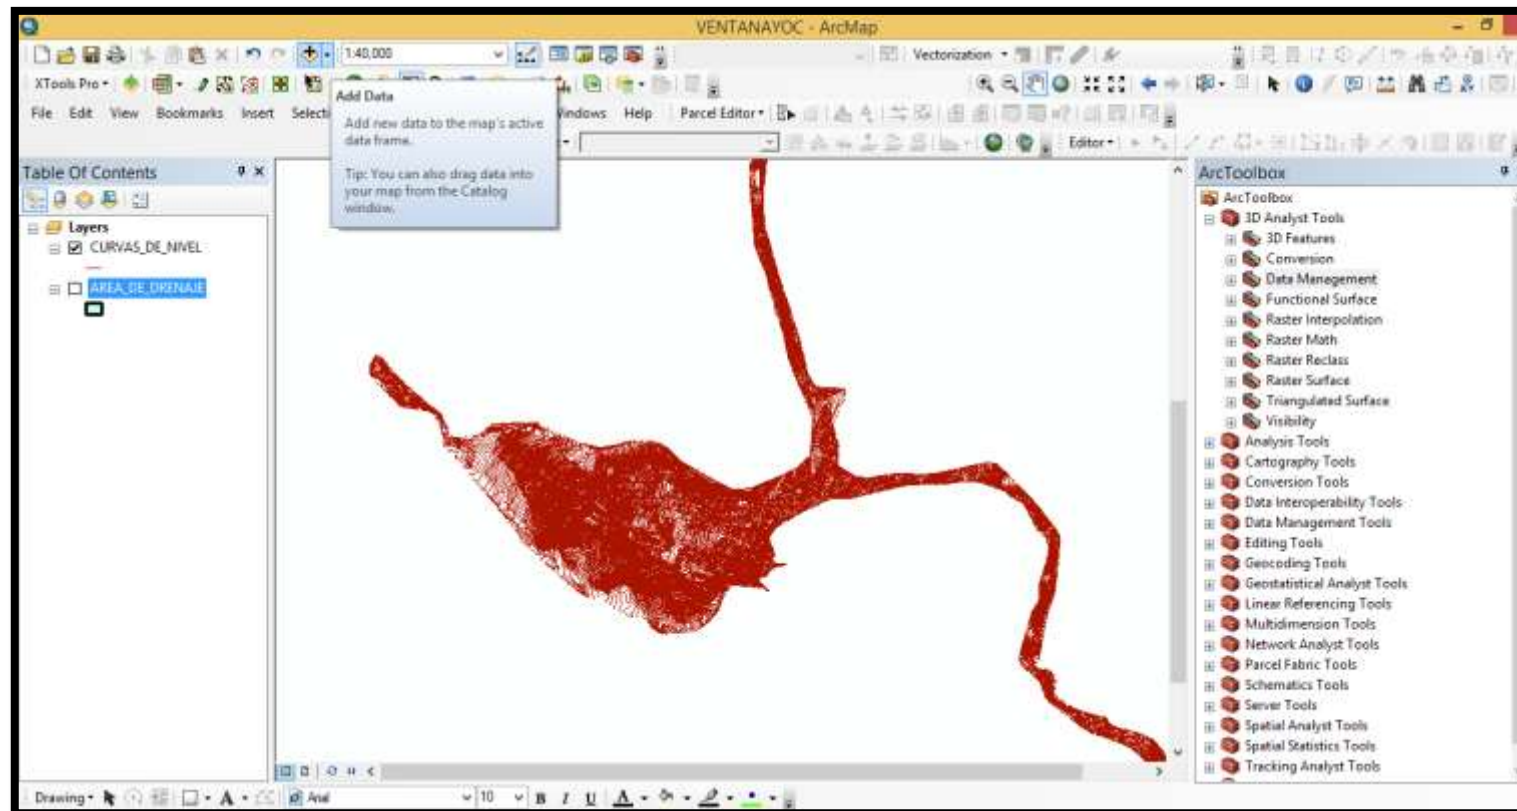 VENTANAYOC - ArcMap
1:40,000
Vectorization
XTools Pro
Add Data
Add new data to the map's active
data frame.
Tip: You can also drag data into
your map from the Catalog
window.
File Edit View Bookmarks Insert Selecti
Windows Help Parcel Editor
Editor
Table Of Contents
Layers
CURVAS_DE_NIVEL
AREA_DE_DRENAJE
ArcToolbox
ArcToolbox
3D Analyst Tools
3D Features
Conversion
Data Management
Functional Surface
Raster Interpolation
Raster Math
Raster Reclass
Raster Surface
Triangulated Surface
Visibility
Analysis Tools
Cartography Tools
Conversion Tools
Data Interoperability Tools
Data Management Tools
Editing Tools
Geocoding Tools
Geostatistical Analyst Tools
Linear Referencing Tools
Multidimension Tools
Network Analyst Tools
Parcel Fabric Tools
Schematics Tools
Server Tools
Spatial Analyst Tools
Spatial Statistics Tools
Tracking Analyst Tools
Drawing A Arial 10 B I U A